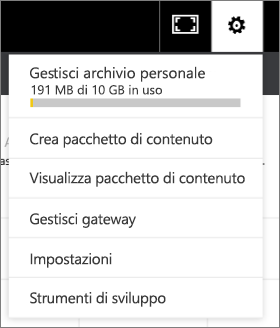 Gestisci archivio personale
191 MB di 10 GB in uso
Crea pacchetto di contenuto
Visualizza pacchetto di contenuto
Gestisci gateway
Impostazioni
Strumenti di sviluppo